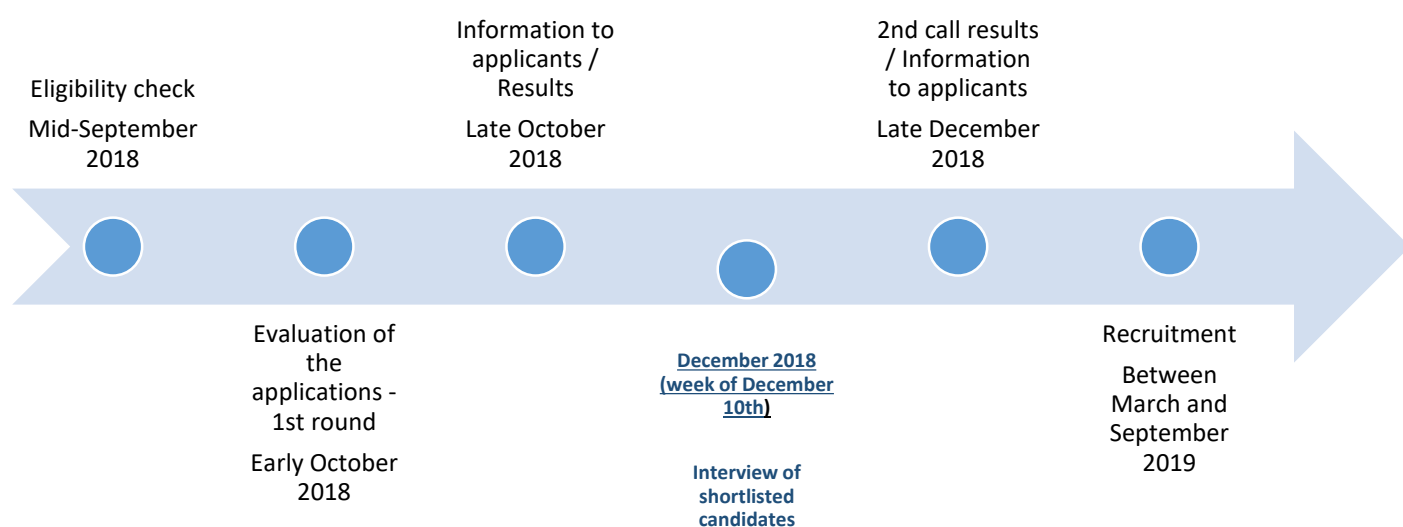 Eligibility check
Mid-September
2018
Evaluation of
the
applications -
1st round
Early October
2018
Information to
applicants /
Results
Late October
2018
December 2018
(week of December
10th)
Interview of
shortlisted
candidates
2nd call results
/ Information
to applicants
Late December
2018
Recruitment
Between
March and
September
2019